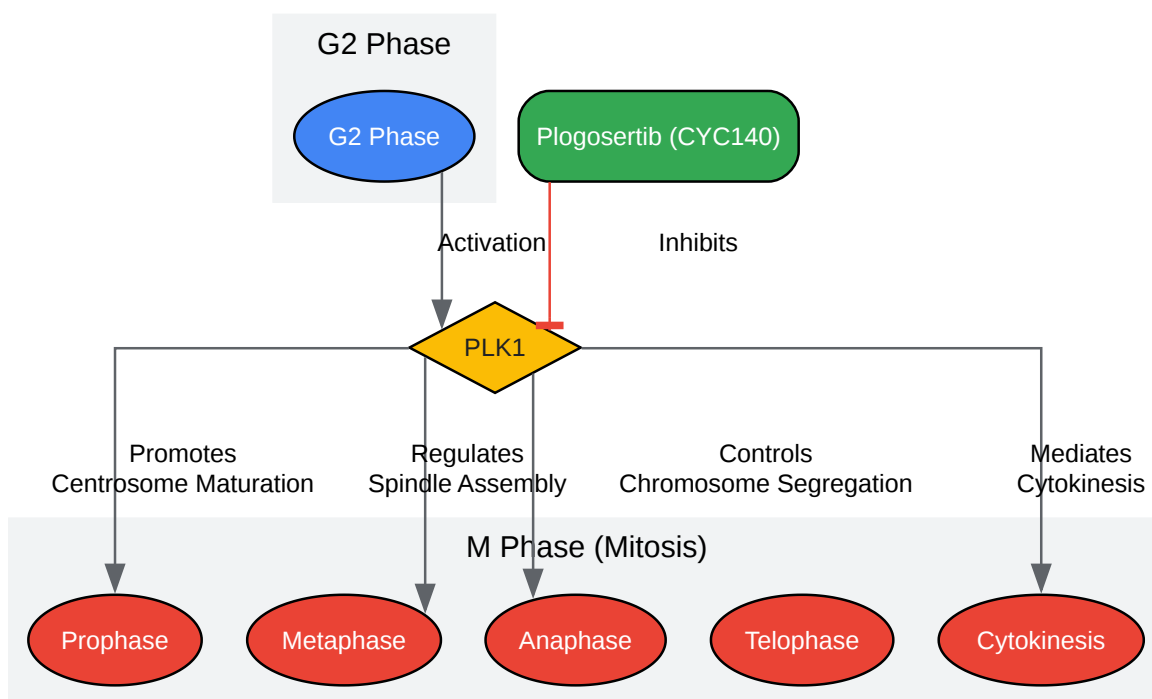 G2 Phase
G2 Phase
Plogosertib (CYC140)
Activation
Inhibits
PLK1
Promotes
Centrosome Maturation
Regulates
Spindle Assembly
Controls
Chromosome Segregation
Mediates
Cytokinesis
M Phase (Mitosis)
Prophase
Metaphase
Anaphase
Telophase
Cytokinesis